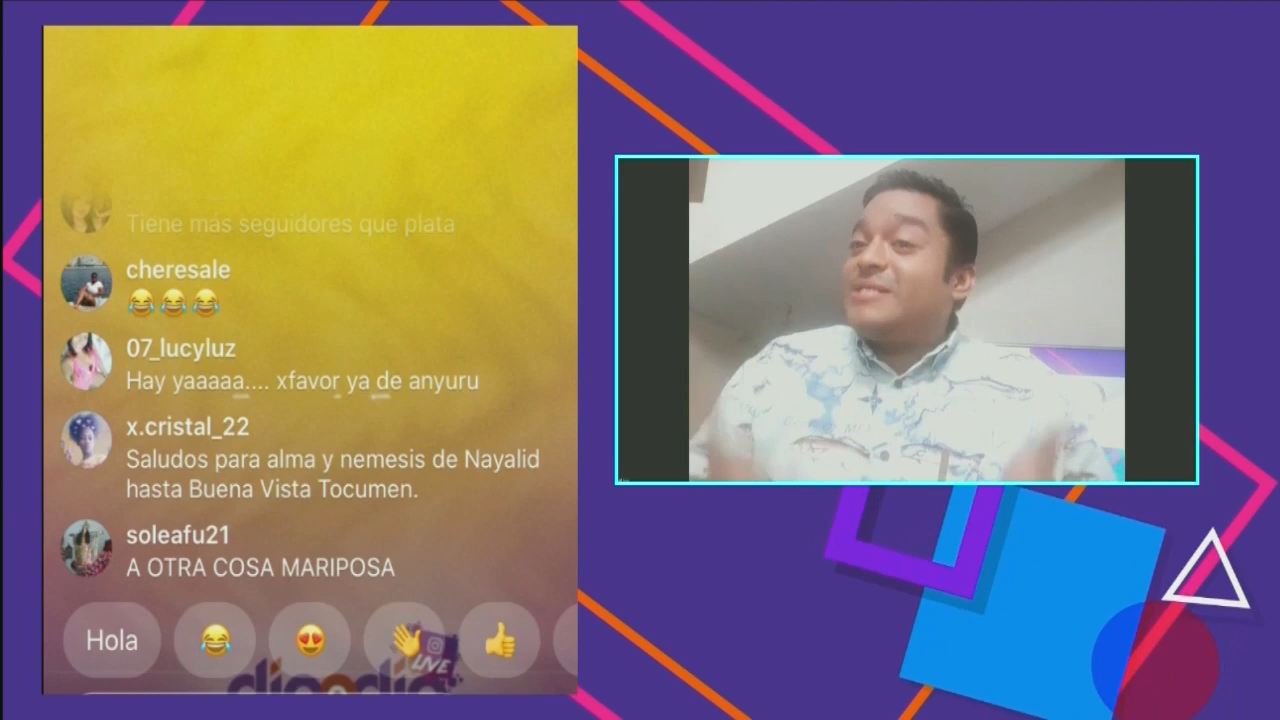 Tiene más seguidores que plata
cheresale
😂😂😂
07_lucyluz
Hay yaaaaa.... xfavor ya de anyuru
x.cristal_22
Saludos para alma y nemesis de Nayalid
hasta Buena Vista Tocumen.
soleafu21
A OTRA COSA MARIPOSA
Hola 😂 😍 👋 👍
LIVE